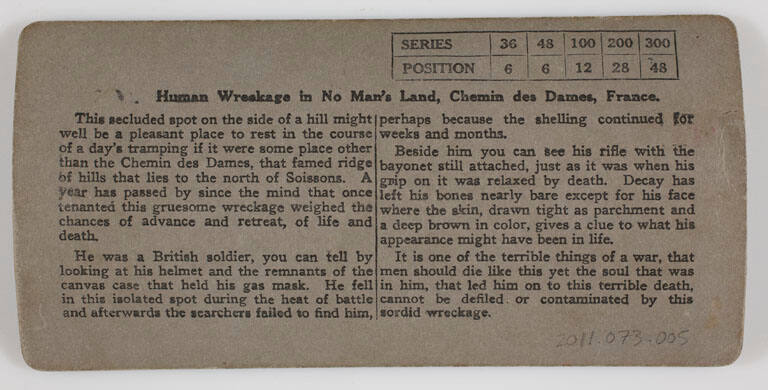 SERIES 36 48 100 200 300
POSITION 6 6 12 28 48
Human Wreckage in No Man's Land, Chemin des Dames, France.
This secluded spot on the side of a hill might
well be a pleasant place to rest in the course
of a day's tramping if it were some place other
than the Chemin des Dames, that famed ridge
of hills that lies to the north of Soissons. A
year has passed by since the mind that once
tenanted this gruesome wreckage weighed the
chances of advance and retreat, of life and
death.
He was a British soldier, you can tell by
looking at his helmet and the remnants of the
canvas case that held his gas mask. He fell
in this isolated spot during the heat of battle
and afterwards the searchers failed to find him,
perhaps because the shelling continued for
weeks and months.
Beside him you can see his rifle with the
bayonet still attached, just as it was when his
grip on it was relaxed by death. Decay has
left his bones nearly bare except for his face
where the skin, drawn tight as parchment and
a deep brown in color, gives a clue to what his
appearance might have been in life.
It is one of the terrible things of a war, that
men should die like this yet the soul that was
in him, that led him on to this terrible death,
cannot be defiled or contaminated by this
sordid wreckage.
2011.073.005